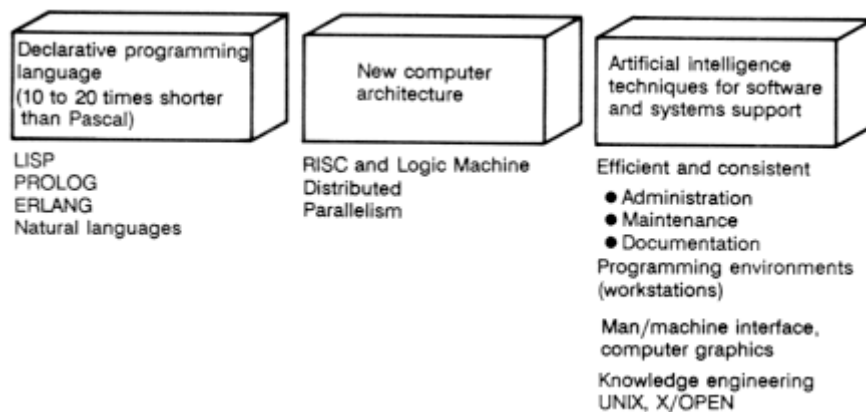 Declarative programming
language
(10 to 20 times shorter
than Pascal)
LISP
PROLOG
ERLANG
Natural languages
New computer
architecture
RISC and Logic Machine
Distributed
Parallelism
Artificial intelligence
techniques for software
and systems support
Efficient and consistent
● Administration
● Maintenance
● Documentation
Programming environments
(workstations)
Man/machine interface,
computer graphics
Knowledge engineering
UNIX, X/OPEN